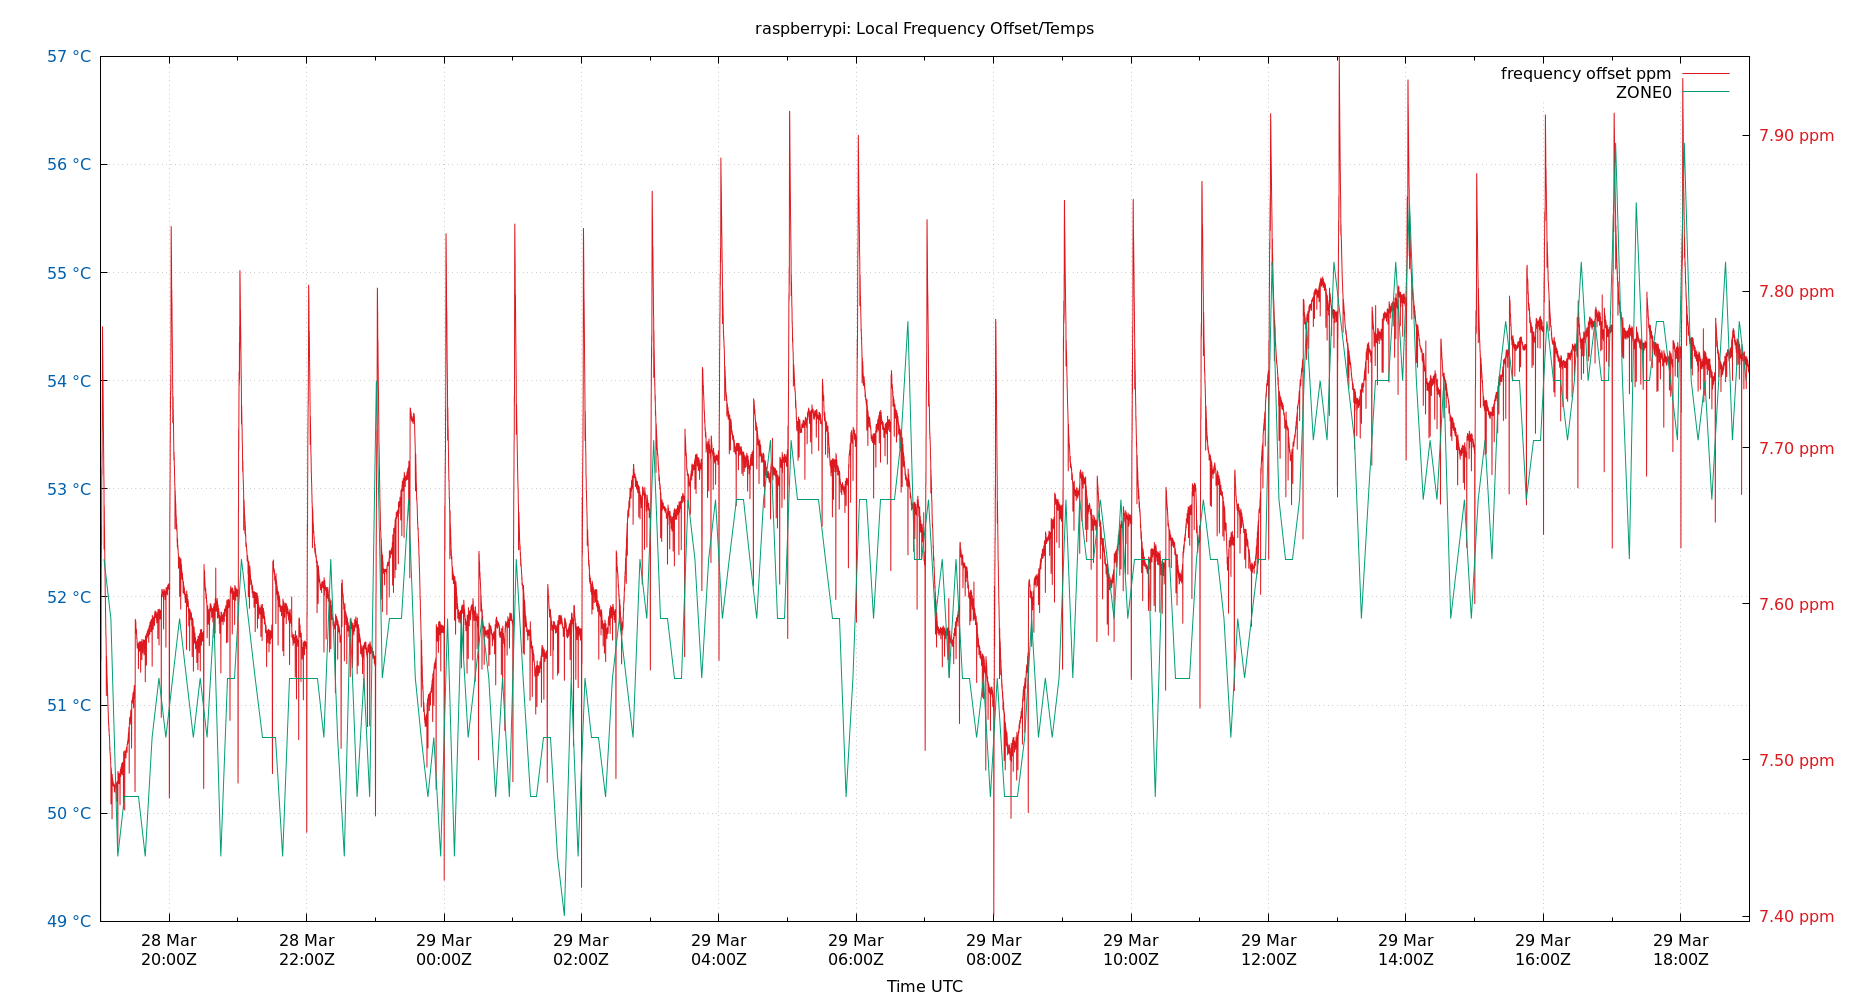 raspberrypi: Local Frequency Offset/Temps
57 °C
56 °C
55 °C
54 °C
53 °C
52 °C
51 °C
50 °C
49 °C
frequency offset ppm
ZONE0
7.90 ppm
7.80 ppm
7.70 ppm
7.60 ppm
7.50 ppm
7.40 ppm
28 Mar
20:00Z
28 Mar
22:00Z
29 Mar
00:00Z
29 Mar
02:00Z
29 Mar
04:00Z
29 Mar
06:00Z
29 Mar
08:00Z
29 Mar
10:00Z
29 Mar
12:00Z
29 Mar
14:00Z
29 Mar
16:00Z
29 Mar
18:00Z
Time UTC